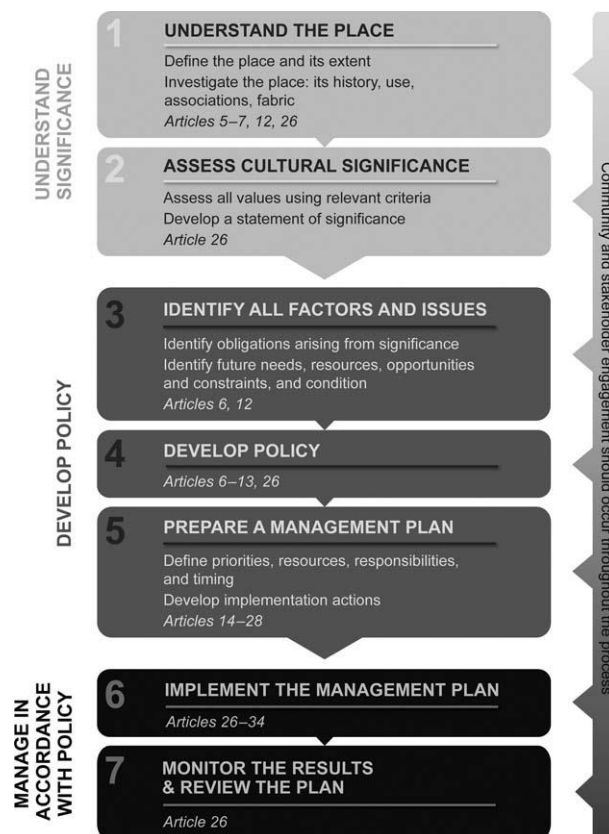 UNDERSTAND
SIGNIFICANCE
1
UNDERSTAND THE PLACE
Define the place and its extent
Investigate the place: its history, use,
associations, fabric
Articles 5–7, 12, 26
2
ASSESS CULTURAL SIGNIFICANCE
Assess all values using relevant criteria
Develop a statement of significance
Article 26
DEVELOP POLICY
3
IDENTIFY ALL FACTORS AND ISSUES
Identify obligations arising from significance
Identify future needs, resources, opportunities
and constraints, and condition
Articles 6, 12
4
DEVELOP POLICY
Articles 6–13, 26
5
PREPARE A MANAGEMENT PLAN
Define priorities, resources, responsibilities,
and timing
Develop implementation actions
Articles 14–28
MANAGE IN
ACCORDANCE
WITH POLICY
6
IMPLEMENT THE MANAGEMENT PLAN
Articles 26–34
7
MONITOR THE RESULTS
& REVIEW THE PLAN
Article 26
Community and stakeholder engagement should occur throughout the process